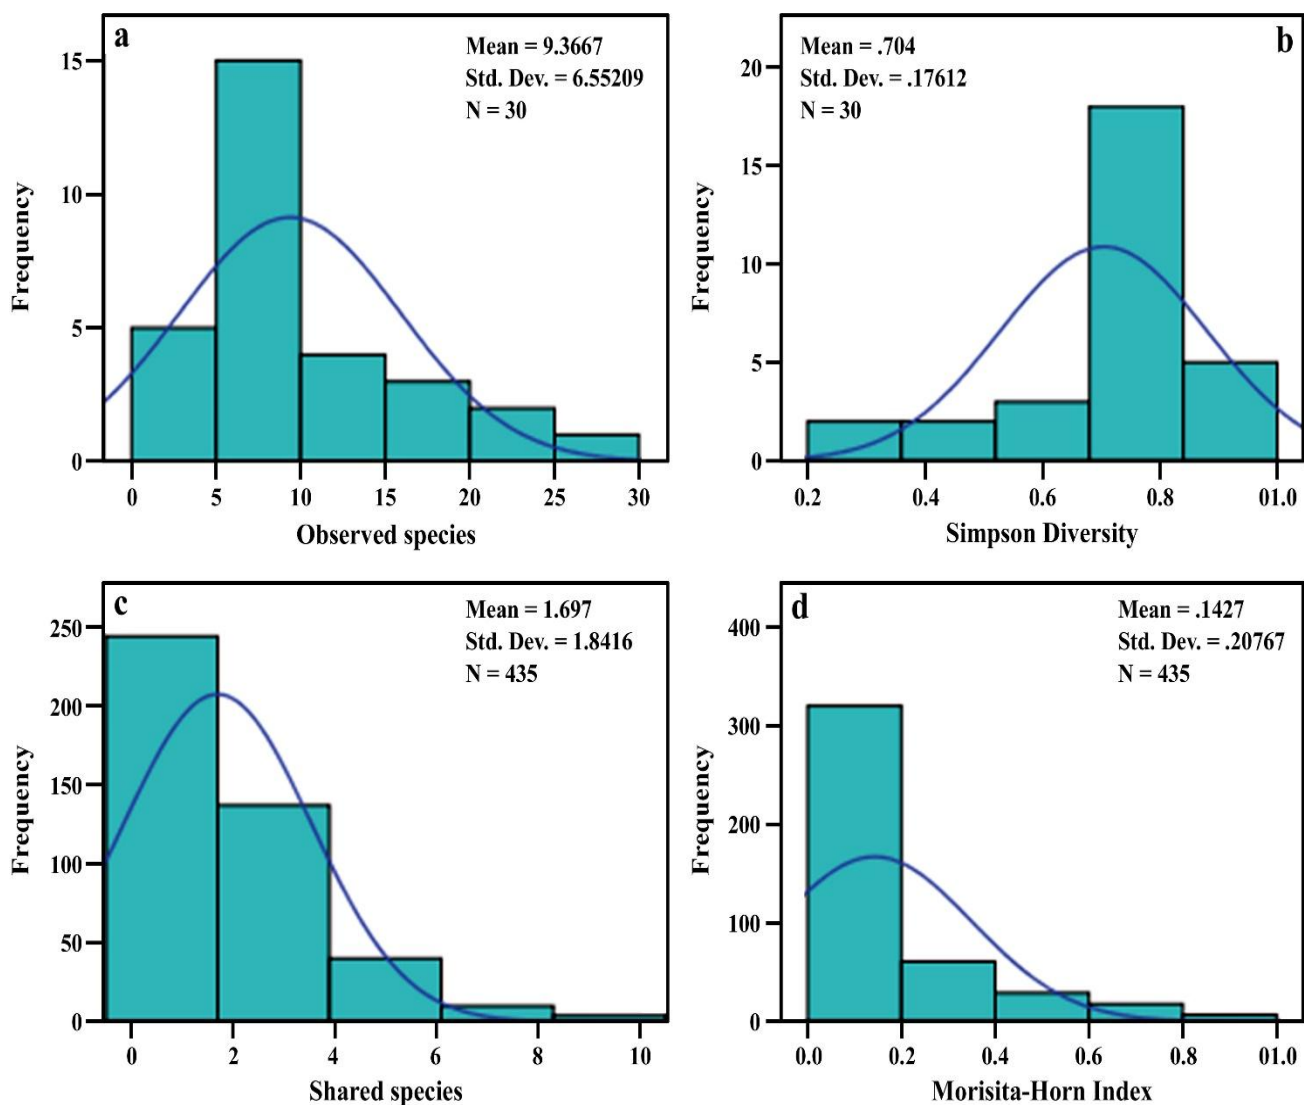 a
Mean = 9.3667
Std. Dev. = 6.55209
N = 30
Frequency
15
10
5
0
0 5 10 15 20 25 30
Observed species
b
Mean = .704
Std. Dev. = .17612
N = 30
Frequency
20
15
10
5
0
0.2 0.4 0.6 0.8 01.0
Simpson Diversity
c
Mean = 1.697
Std. Dev. = 1.8416
N = 435
Frequency
250
200
150
100
50
0
0 2 4 6 8 10
Shared species
d
Mean = .1427
Std. Dev. = .20767
N = 435
Frequency
400
300
200
100
0
0.0 0.2 0.4 0.6 0.8 01.0
Morisita-Horn Index